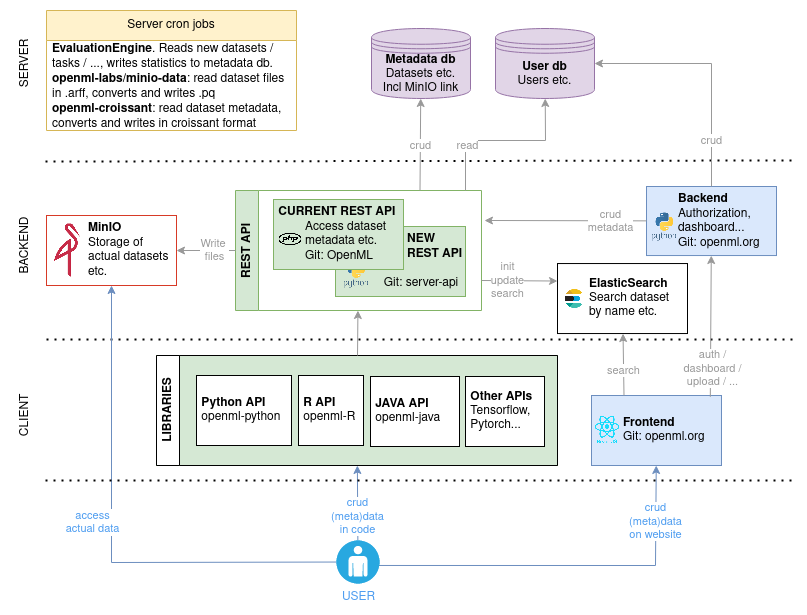 SERVER
Server cron jobs
EvaluationEngine. Reads new datasets /
tasks / ..., writes statistics to metadata db.
openml-labs/minio-data: read dataset files
in .arff, converts and writes .pq
openml-croissant: read dataset metadata,
converts and writes in croissant format
Metadata db
Datasets etc.
Incl MinIO link
User db
Users etc.
crud
read
crud
BACKEND
MinIO
Storage of
actual datasets
etc.
Write
files
REST API
CURRENT REST API
Access dataset
metadata etc.
Git: OpenML
php
NEW
REST API
Git: server-api
python
crud
metadata
Backend
Authorization,
dashboard...
Git: openml.org
python
init
update
search
ElasticSearch
Search dataset
by name etc.
search
auth /
dashboard /
upload / ...
CLIENT
LIBRARIES
Python API
openml-python
R API
openml-R
JAVA API
openml-java
Other APIs
Tensorflow,
Pytorch...
Frontend
Git: openml.org
access
actual data
crud
(meta)data
in code
crud
(meta)data
on website
USER